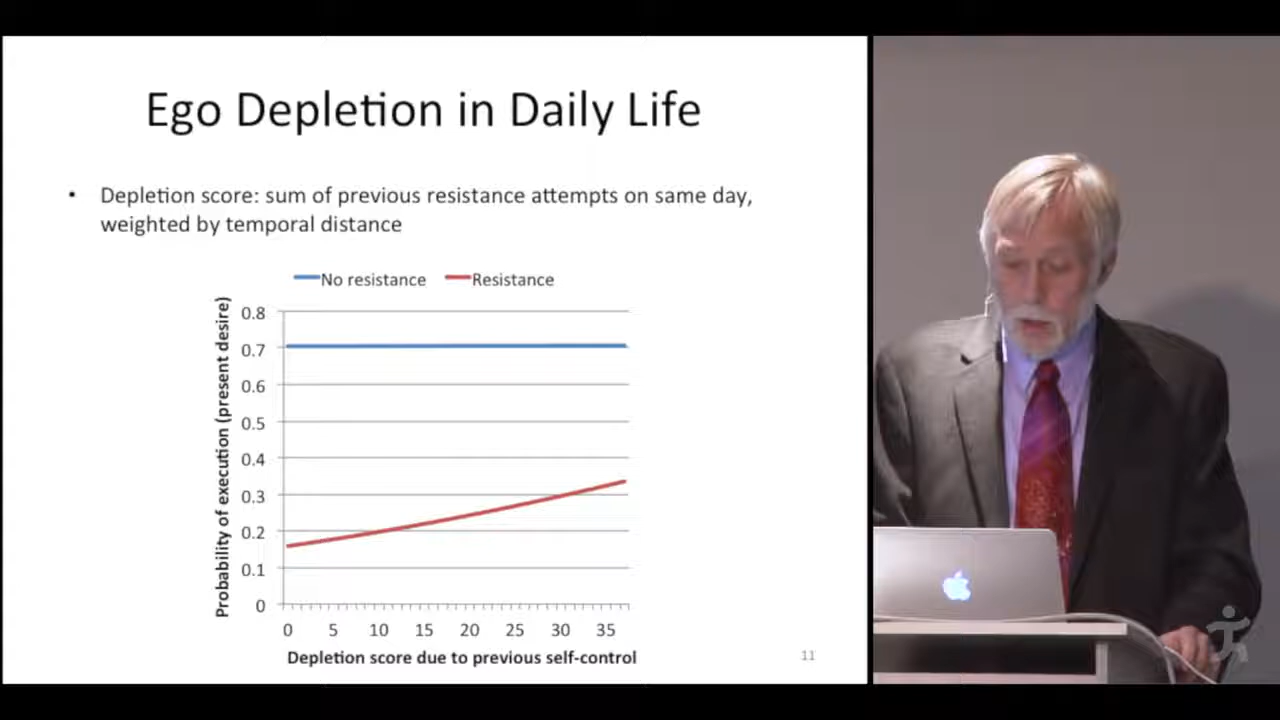 Ego Depletion in Daily Life
• Depletion score: sum of previous resistance attempts on same day,
weighted by temporal distance
No resistance Resistance
Probability of execution (present desire)
0.8
0.7
0.6
0.5
0.4
0.3
0.2
0.1
0
0 5 10 15 20 25 30 35
Depletion score due to previous self-control
11